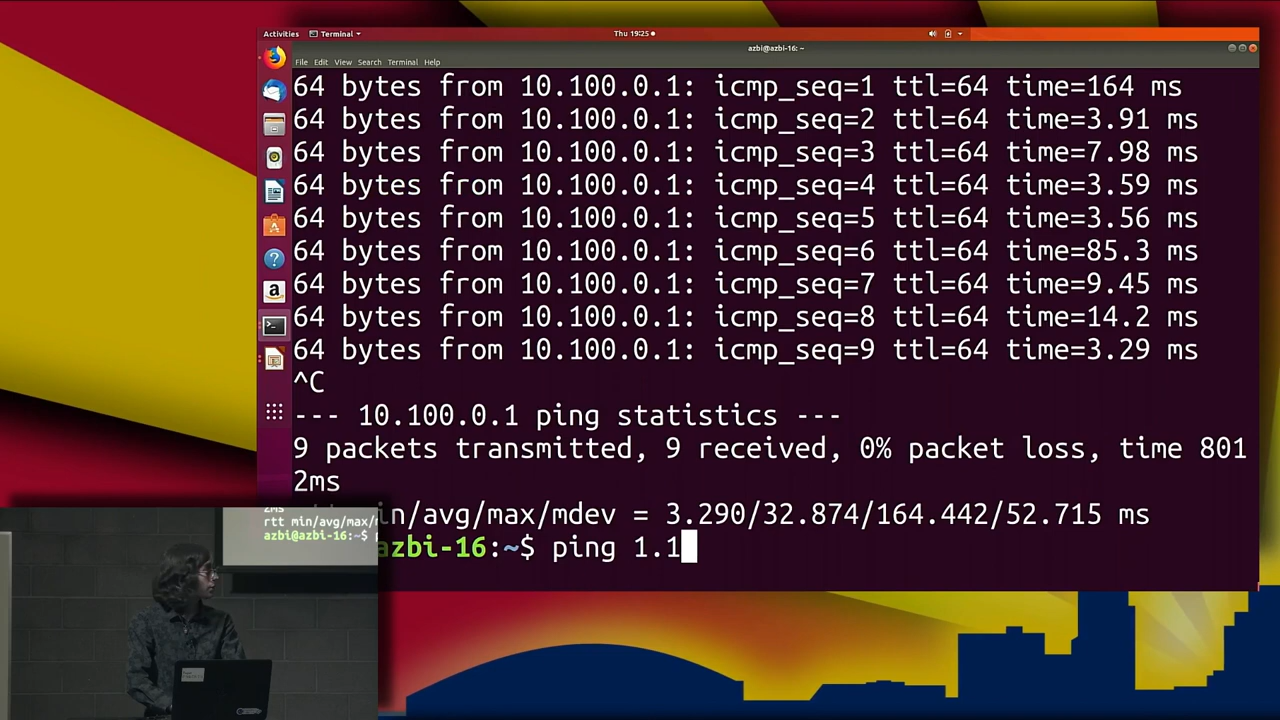 Activities Terminal Thu 19:25
azbi@azbi-16: ~
File Edit View Search Terminal Help
64 bytes from 10.100.0.1: icmp_seq=1 ttl=64 time=164 ms
64 bytes from 10.100.0.1: icmp_seq=2 ttl=64 time=3.91 ms
64 bytes from 10.100.0.1: icmp_seq=3 ttl=64 time=7.98 ms
64 bytes from 10.100.0.1: icmp_seq=4 ttl=64 time=3.59 ms
64 bytes from 10.100.0.1: icmp_seq=5 ttl=64 time=3.56 ms
64 bytes from 10.100.0.1: icmp_seq=6 ttl=64 time=85.3 ms
64 bytes from 10.100.0.1: icmp_seq=7 ttl=64 time=9.45 ms
64 bytes from 10.100.0.1: icmp_seq=8 ttl=64 time=14.2 ms
64 bytes from 10.100.0.1: icmp_seq=9 ttl=64 time=3.29 ms
^C
--- 10.100.0.1 ping statistics ---
9 packets transmitted, 9 received, 0% packet loss, time 801
2ms
in/avg/max/mdev = 3.290/32.874/164.442/52.715 ms
azbi-16:~$ ping 1.1
2ms
rtt min/avg/max/
azbi@azbi-16:~$